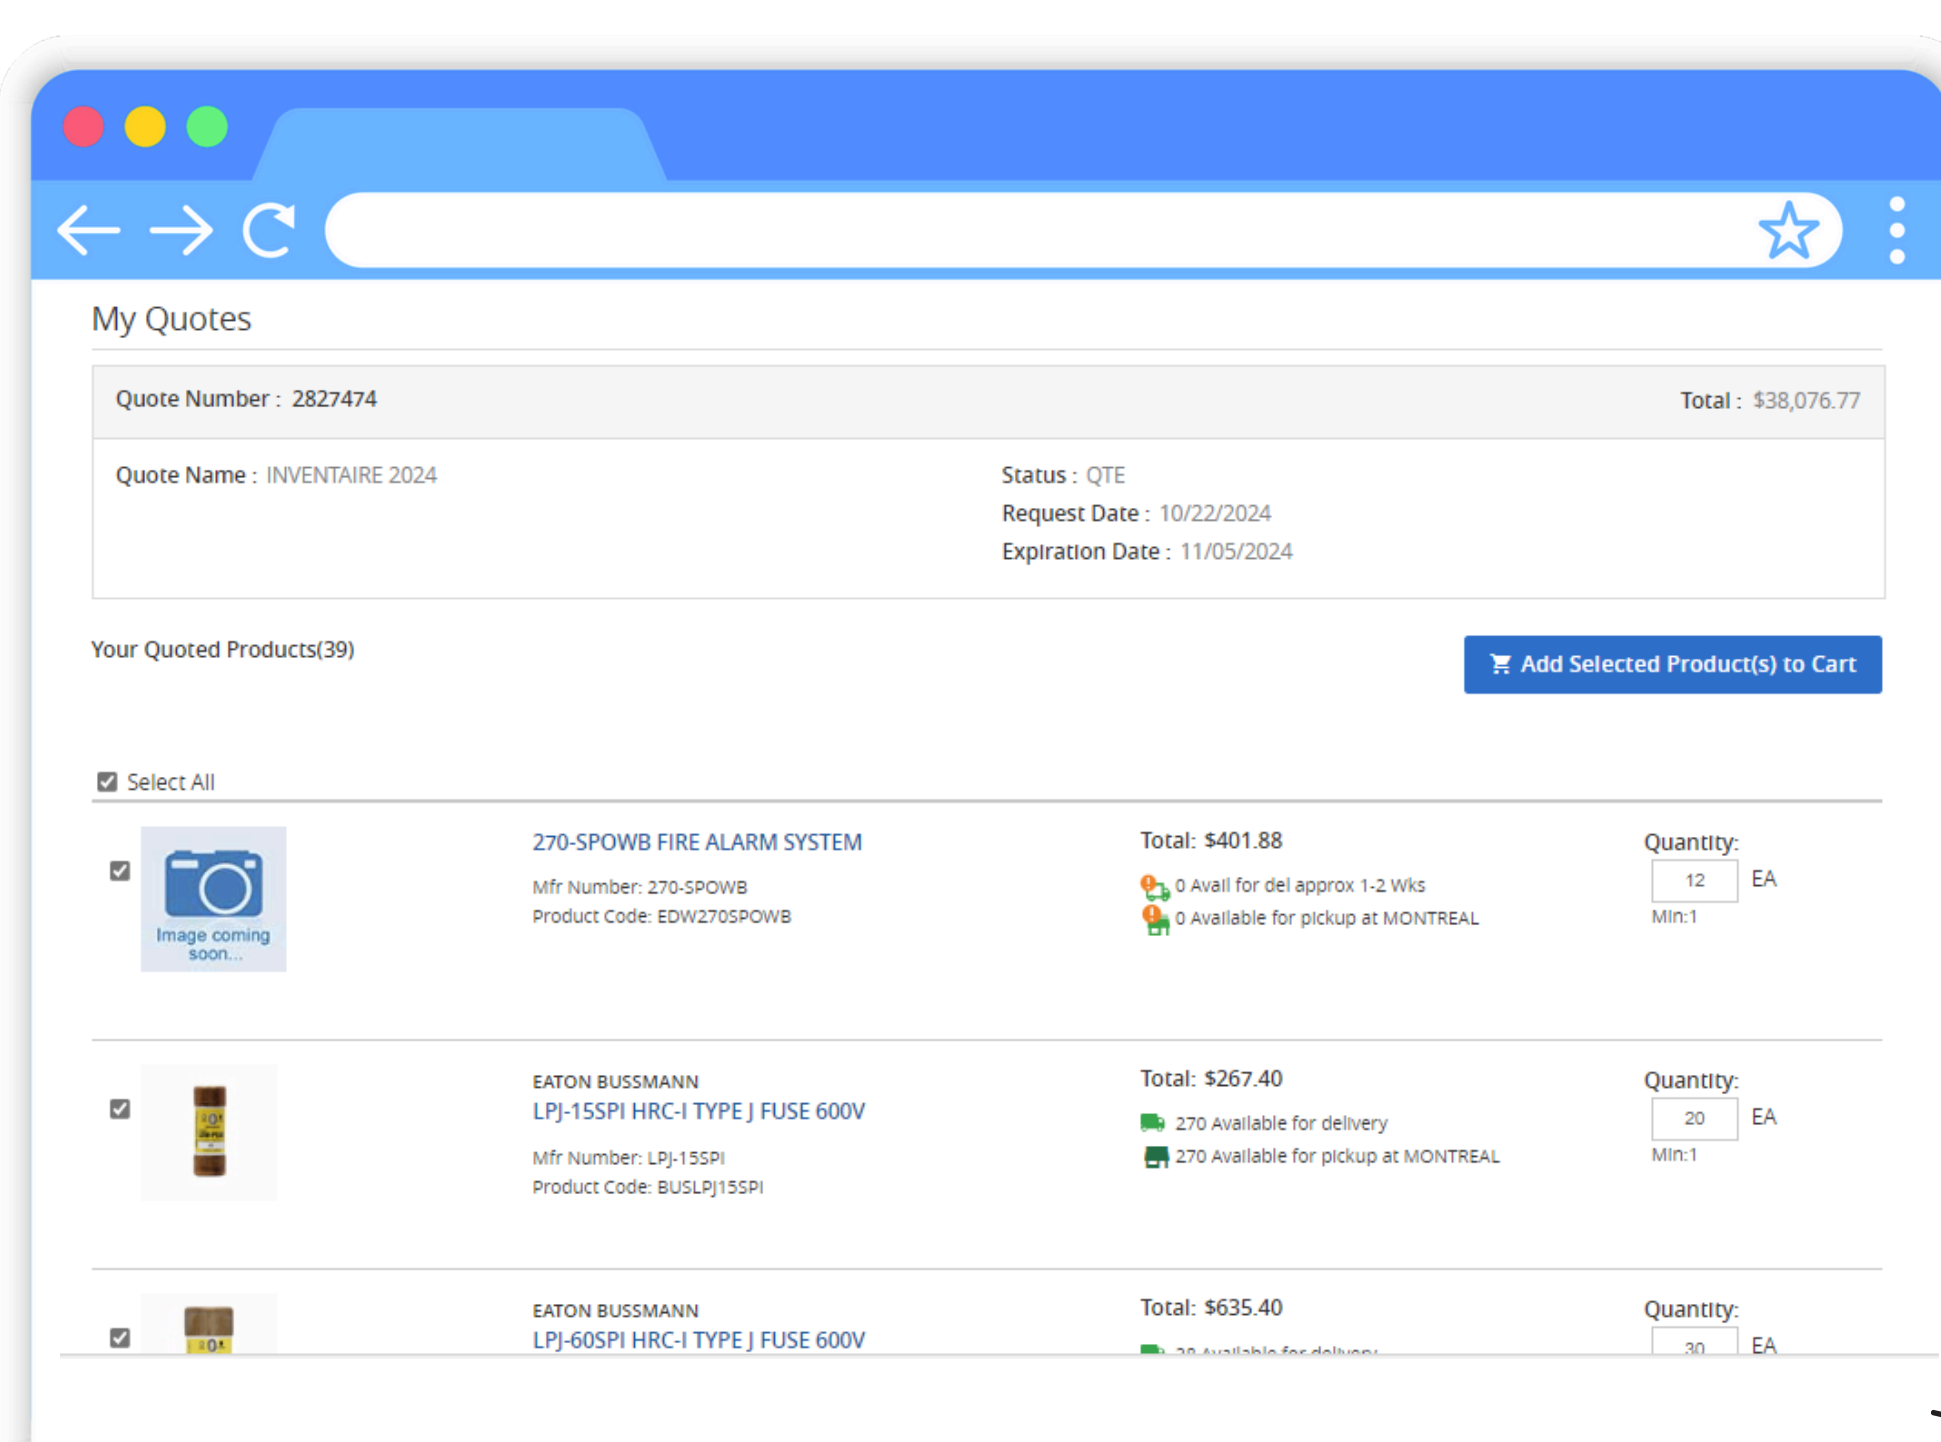 My Quotes
Quote Number : 2827474
Total : $38,076.77
Quote Name : INVENTAIRE 2024
Status : QTE
Request Date : 10/22/2024
Expiration Date : 11/05/2024
Your Quoted Products(39)
Add Selected Product(s) to Cart
Select All
Image coming
soon...
270-SPOWB FIRE ALARM SYSTEM
Mfr Number: 270-SPOWB
Product Code: EDW270SPOWB
Total: $401.88
0 Avail for del approx 1-2 Wks
0 Available for pickup at MONTREAL
Quantity:
12 EA
Min:1
EATON BUSSMANN
LPJ-15SPI HRC-I TYPE J FUSE 600V
Mfr Number: LPJ-15SPI
Product Code: BUSLPJ15SPI
Total: $267.40
270 Available for delivery
270 Available for pickup at MONTREAL
Quantity:
20 EA
Min:1
EATON BUSSMANN
LPJ-60SPI HRC-I TYPE J FUSE 600V
Total: $635.40
Available for delivery
Quantity:
30 EA